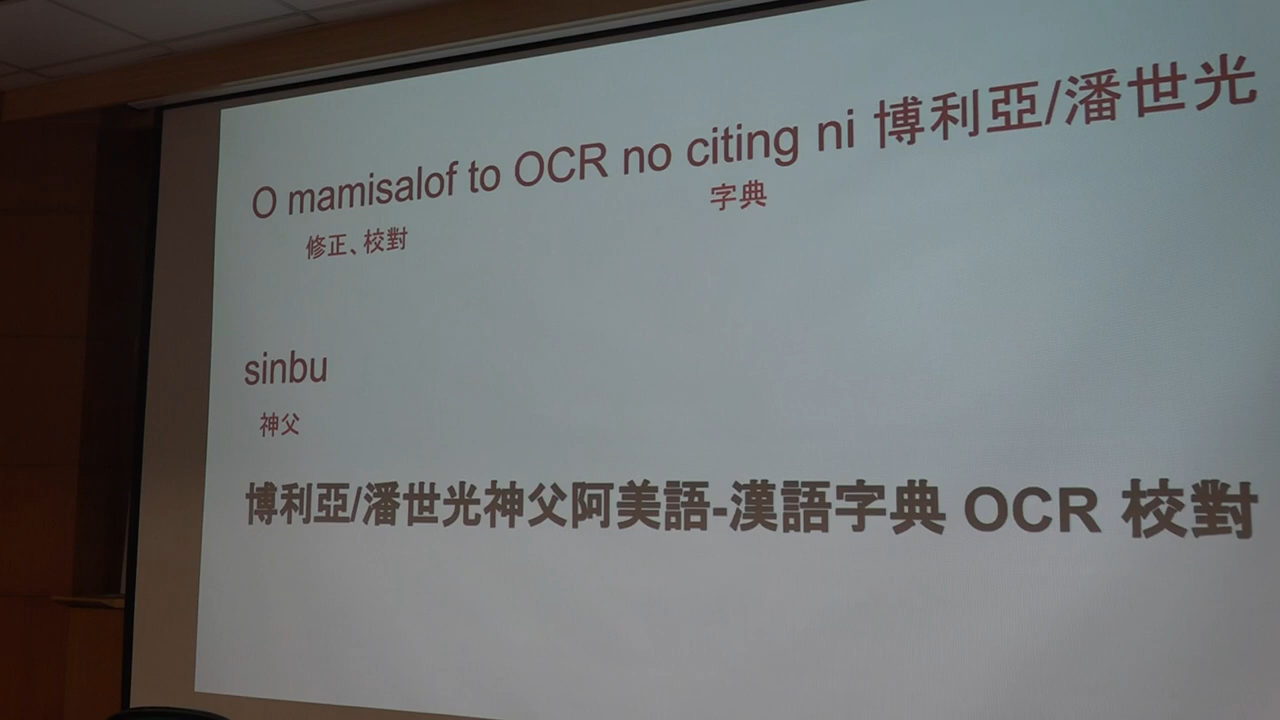 O mamisalof to OCR no citing ni 博利亞/潘世光
字典
修正、校對
sinbu
神父
博利亞/潘世光神父阿美語-漢語字典 OCR 校對